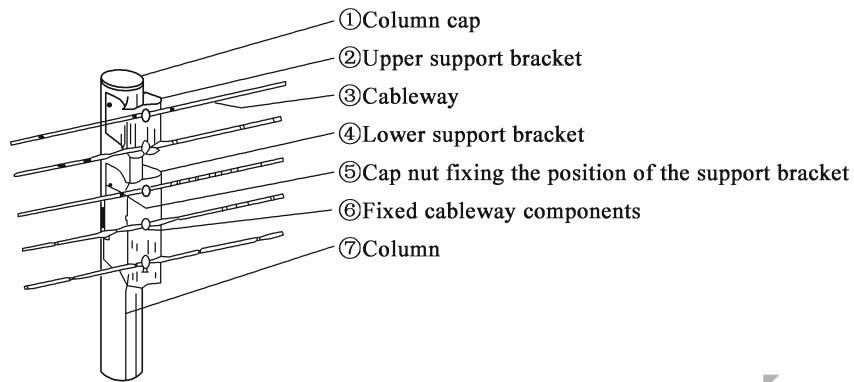 ①Column cap
②Upper support bracket
③Cableway
④Lower support bracket
⑤Cap nut fixing the position of the support bracket
⑥Fixed cableway components
⑦Column